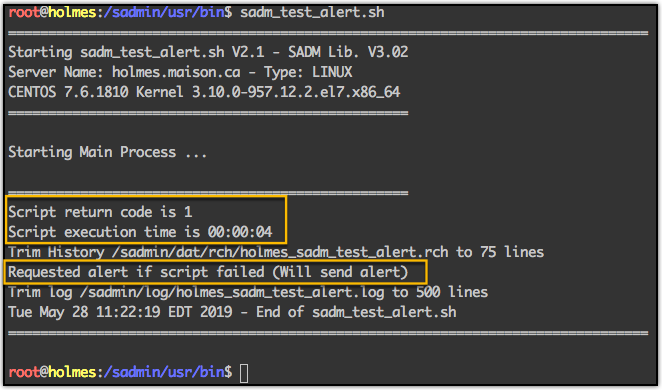 root@holmes:/sadmin/usr/bin$ sadm_test_alert.sh
================================================================================
Starting sadm_test_alert.sh V2.1 - SADM Lib. V3.02
Server Name: holmes.maison.ca - Type: LINUX
CENTOS 7.6.1810 Kernel 3.10.0-957.12.2.el7.x86_64
==================================================
Starting Main Process ...
==================================================
Script return code is 1
Script execution time is 00:00:04
Trim History /sadmin/dat/rch/holmes_sadm_test_alert.rch to 75 lines
Requested alert if script failed (Will send alert)
Trim log /sadmin/log/holmes_sadm_test_alert.log to 500 lines
Tue May 28 11:22:19 EDT 2019 - End of sadm_test_alert.sh
================================================================================
root@holmes:/sadmin/usr/bin$